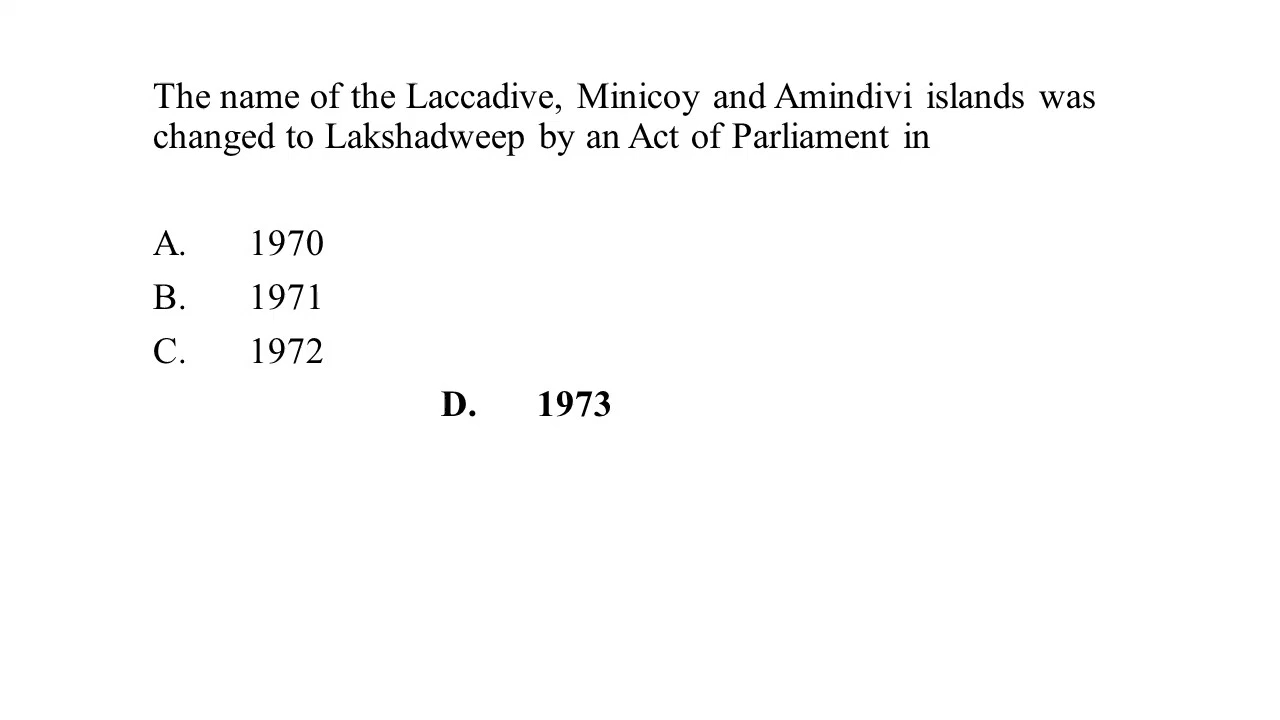 The name of the Laccadive, Minicoy and Amindivi islands was
changed to Lakshadweep by an Act of Parliament in
A. 1970
B. 1971
C. 1972
D. 1973